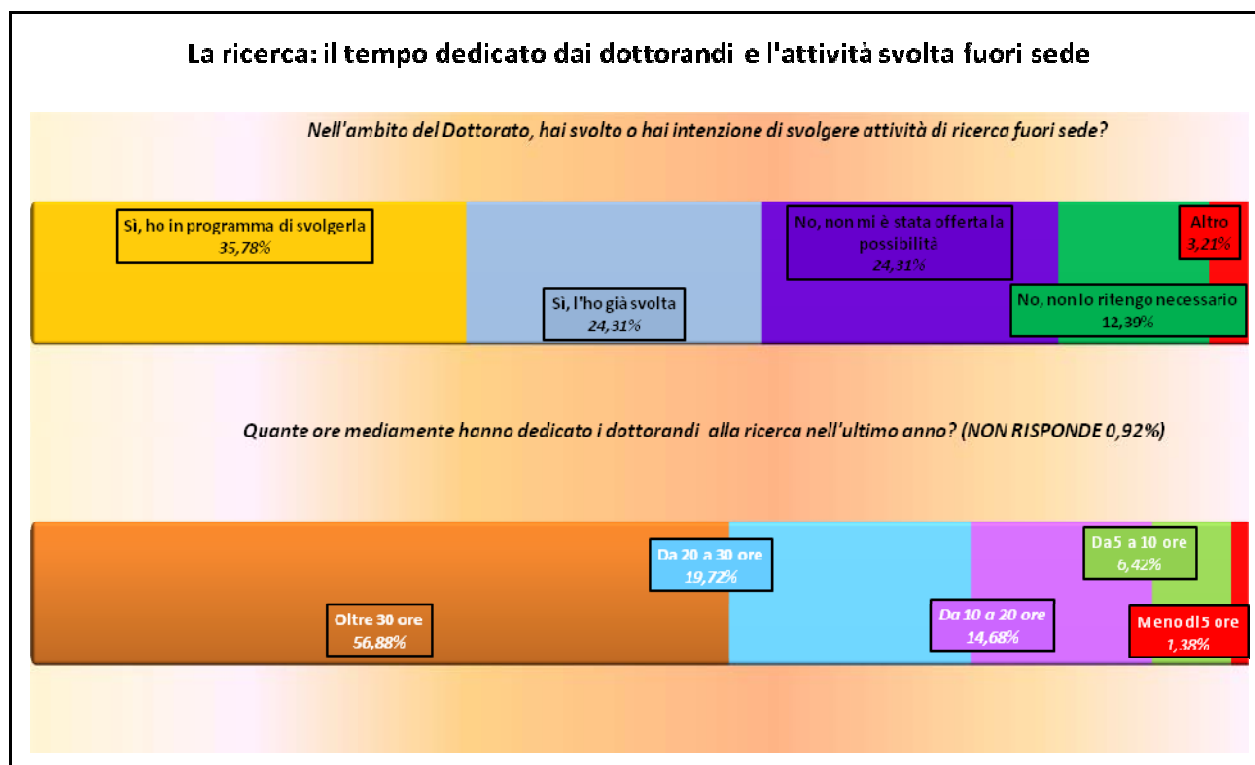 La ricerca: il tempo dedicato dai dottorandi e l'attività svolta fuori sede
Nell'ambito del Dottorato, hai svolto o hai intenzione di svolgere attività di ricerca fuori sede?
Sì, ho in programma di svolgerla
35,78%
Sì, l'ho già svolta
24,31%
No, non mi è stata offerta la
possibilità
24,31%
No, non lo ritengo necessario
12,39%
Altro
3,21%
Quante ore mediamente hanno dedicato i dottorandi alla ricerca nell'ultimo anno? (NON RISPONDE 0,92%)
Oltre 30 ore
56,88%
Da 20 a 30 ore
19,72%
Da 10 a 20 ore
14,68%
Da 5 a 10 ore
6,42%
Meno di 5 ore
1,38%